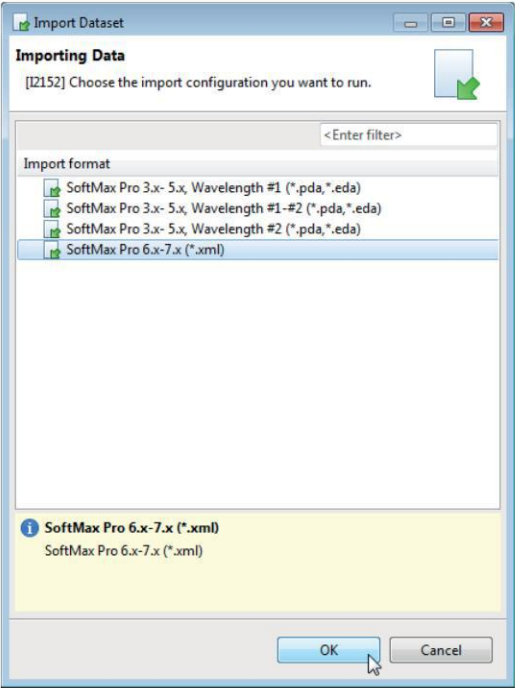 Import Dataset
Importing Data
[I2152] Choose the import configuration you want to run.
<Enter filter>
Import format
SoftMax Pro 3.x- 5.x, Wavelength #1 (*.pda,*.eda)
SoftMax Pro 3.x- 5.x, Wavelength #1-#2 (*.pda,*.eda)
SoftMax Pro 3.x- 5.x, Wavelength #2 (*.pda,*.eda)
SoftMax Pro 6.x-7.x (*.xml)
SoftMax Pro 6.x-7.x (*.xml)
SoftMax Pro 6.x-7.x (*.xml)
OK Cancel